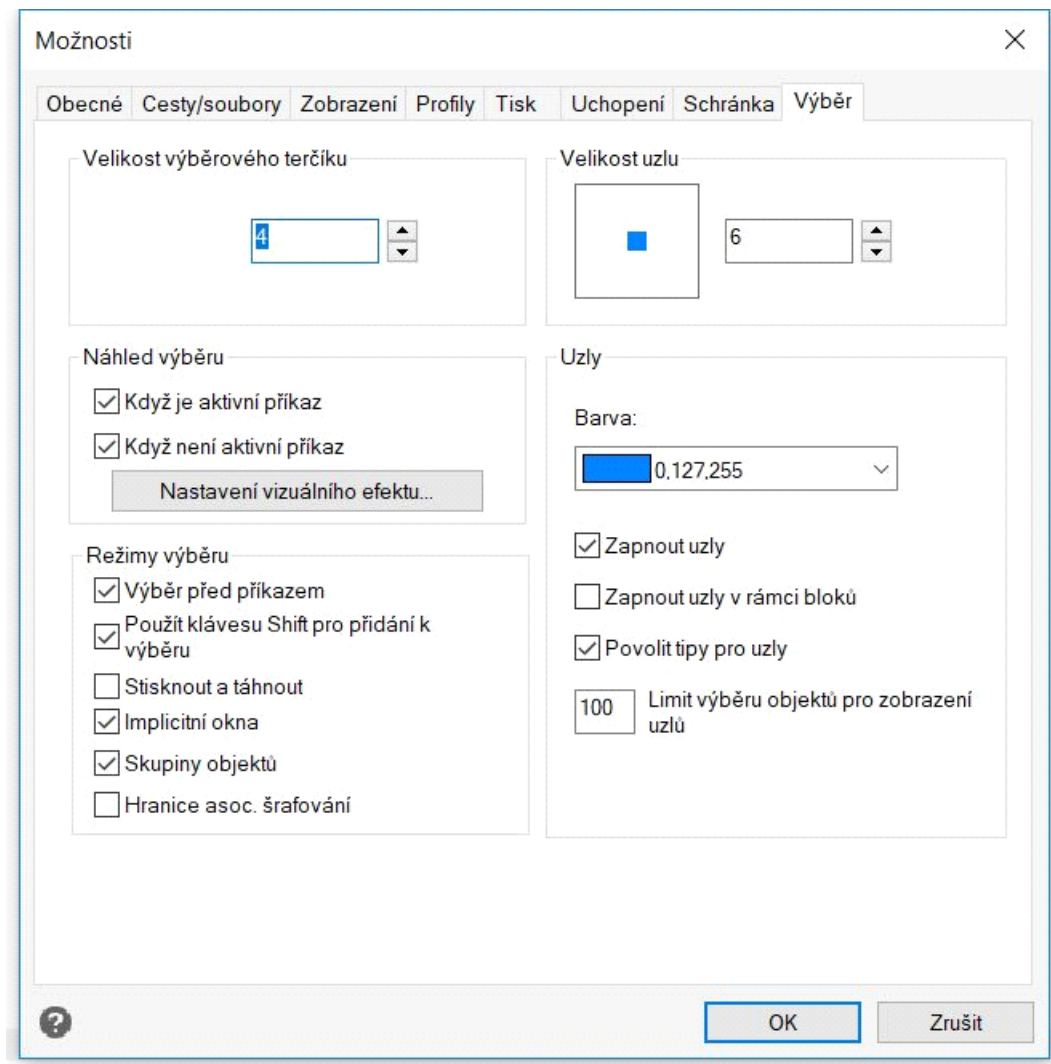 Možnosti
Obecné Cesty/soubory Zobrazení Profily Tisk Uchopení Schránka Výběr
Velikost výběrového terčíku
4
Velikost uzlu
6
Náhled výběru
Když je aktivní příkaz
Když není aktivní příkaz
Nastavení vizuálního efektu...
Režimy výběru
Výběr před příkazem
Použít klávesu Shift pro přidání k
výběru
Stisknout a táhnout
Implicitní okna
Skupiny objektů
Hranice asoc. šrafování
Uzly
Barva:
0,127,255
Zapnout uzly
Zapnout uzly v rámci bloků
Povolit tipy pro uzly
100 Limit výběru objektů pro zobrazení
uzlů
?
OK Zrušit